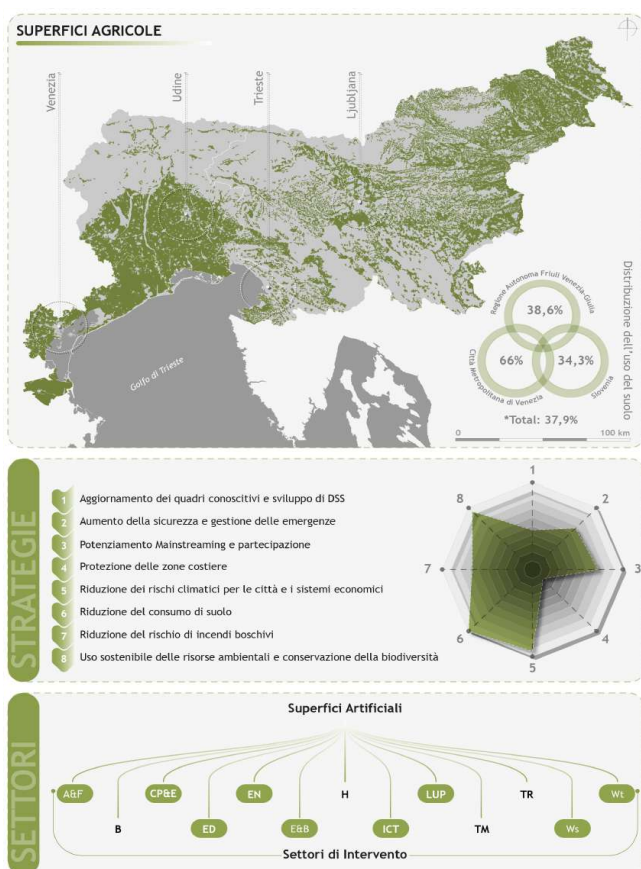 SUPERFICI AGRICOLE
Venezia
Udine
Trieste
Ljubljana
Golfo di Trieste
Regione Autonoma Friuli Venezia-Giulia
38,6%
Città Metropolitana di Venezia
66%
34,3%
Slovenia
*Total: 37,9%
Distribuzione dell'uso del suolo
0
100 km
STRATEGIE
1 Aggiornamento dei quadri conoscitivi e sviluppo di DSS
2 Aumento della sicurezza e gestione delle emergenze
3 Potenziamento Mainstreaming e partecipazione
4 Protezione delle zone costiere
5 Riduzione dei rischi climatici per le città e i sistemi economici
6 Riduzione del consumo di suolo
7 Riduzione del rischio di incendi boschivi
8 Uso sostenibile delle risorse ambientali e conservazione della biodiversità
1
2
3
4
5
6
7
8
SETTORI
Superfici Artificiali
A&F
CP&E
EN
H
LUP
TR
Wt
B
ED
E&B
ICT
TM
Ws
Settori di Intervento